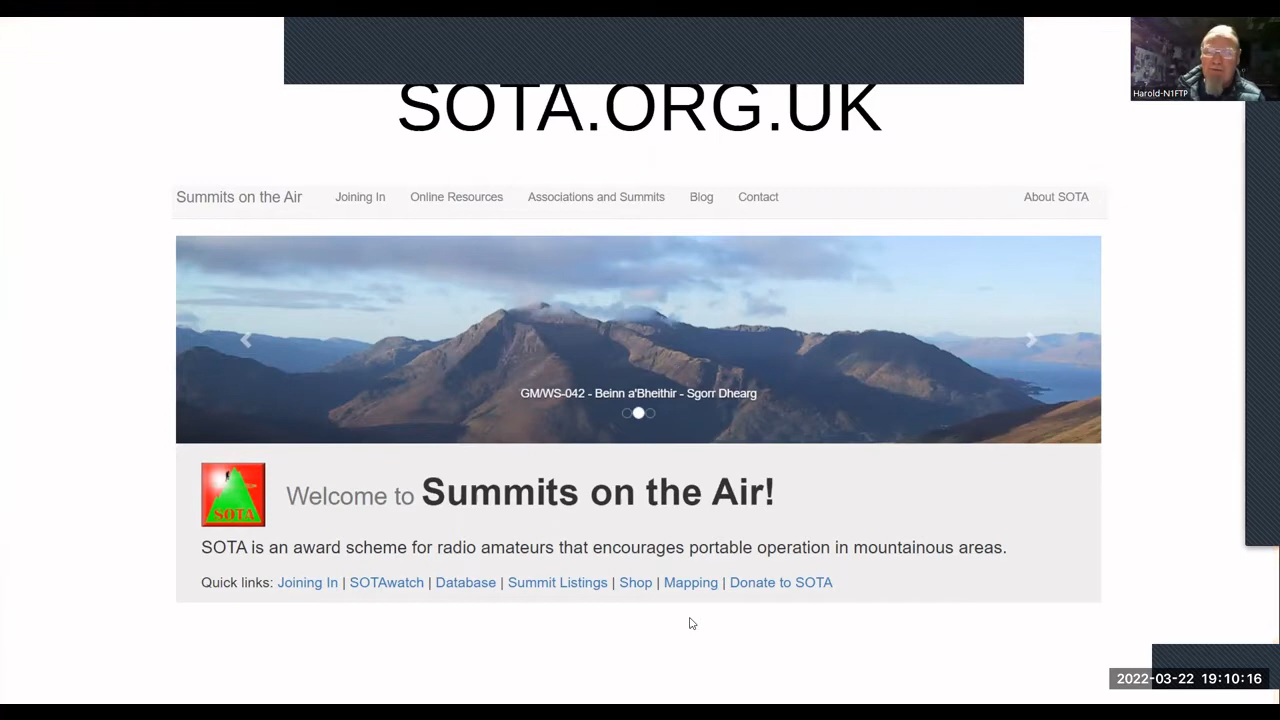 SOTA.ORG.UK
Harold-N1FTP
Summits on the Air Joining In Online Resources Associations and Summits Blog Contact About SOTA
GM/WS-042 - Beinn a'Bheithir - Sgorr Dhearg
SOTA
Welcome to Summits on the Air!
SOTA is an award scheme for radio amateurs that encourages portable operation in mountainous areas.
Quick links: Joining In | SOTAwatch | Database | Summit Listings | Shop | Mapping | Donate to SOTA
2022-03-22 19:10:16